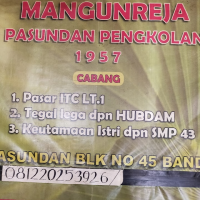 MANGUNREJA
PASUNDAN PENGKOLAN
1957
CABANG
1. Pasar ITC LT.1
2. Tegal lega dpn HUBDAM
3. Keutamaan Istri dpn SMP 43
PASUNDAN BLK NO 45 BAND
081220253926